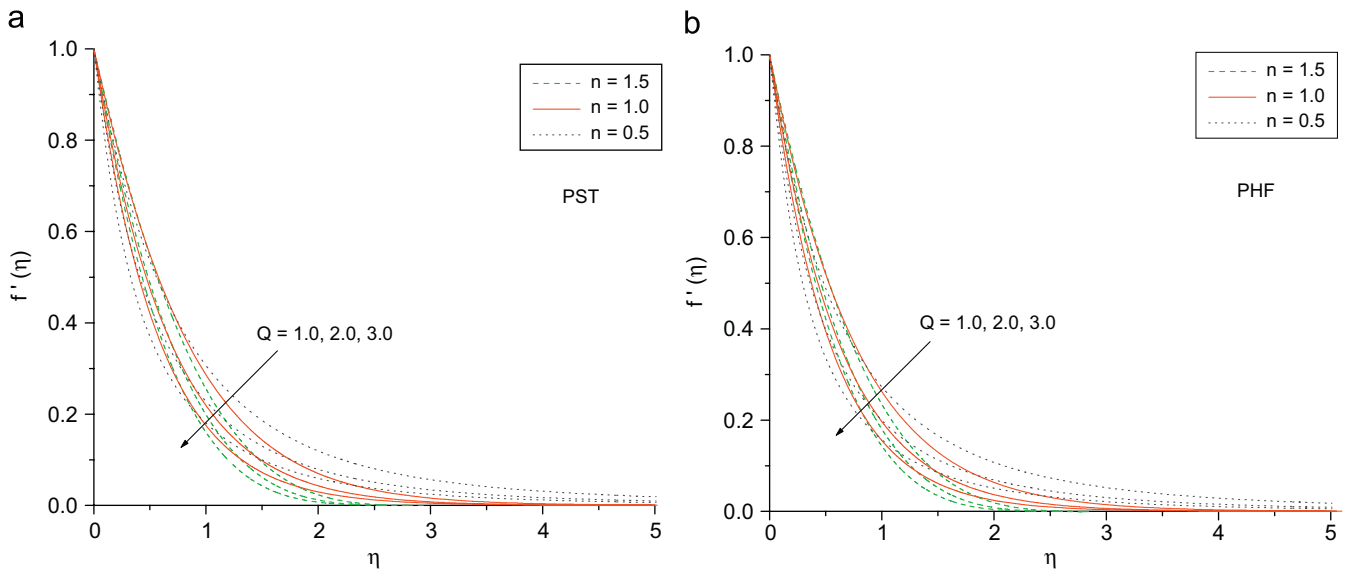 a
1.0
0.8
0.6
0.4
0.2
0.0
f ' (η)
0 1 2 3 4 5
η
n = 1.5
n = 1.0
n = 0.5
PST
Q = 1.0, 2.0, 3.0
b
1.0
0.8
0.6
0.4
0.2
0.0
f ' (η)
0 1 2 3 4 5
η
n = 1.5
n = 1.0
n = 0.5
PHF
Q = 1.0, 2.0, 3.0